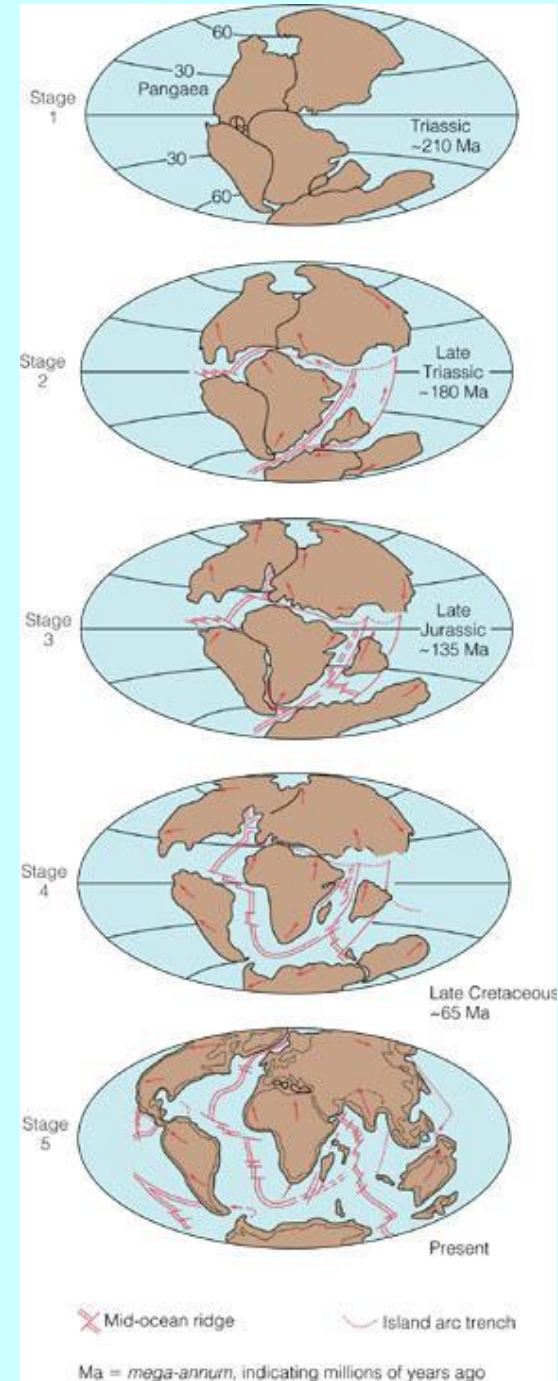 Stage
1
60
30
Pangaea
30
60
Triassic
~210 Ma
Stage
2
Late
Triassic
~180 Ma
Stage
3
Late
Jurassic
~135 Ma
Stage
4
Late Cretaceous
~65 Ma
Stage
5
Present
Mid-ocean ridge
Island arc trench
Ma = mega-annum, indicating millions of years ago